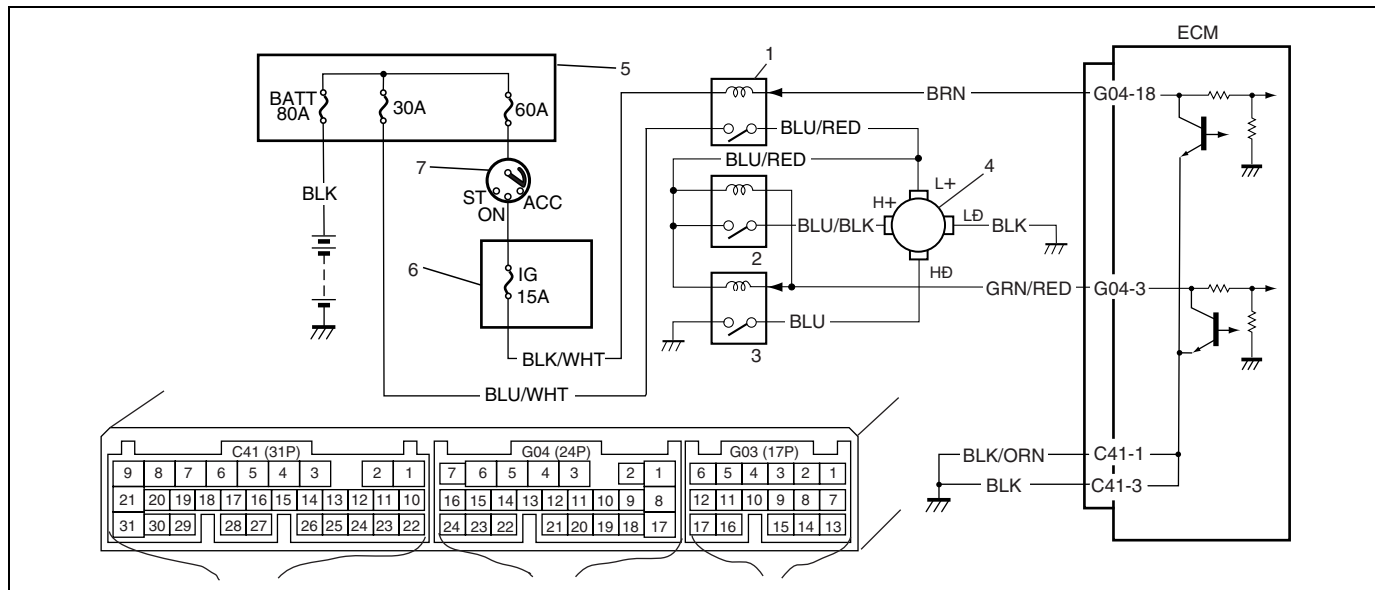 ECM
1
5
BATT
80A
30A
60A
BRN
G04-18
BLU/RED
BLU/RED
7
4
ST
ON
ACC
BLK
L+
H+
LĐ
BLU/BLK
BLK
2
HĐ
6
IG
15A
GRN/RED
G04-3
BLU
3
BLK/WHT
BLU/WHT
C41 (31P)
G04 (24P)
G03 (17P)
BLK/ORN
C41-1
BLK
C41-3
9 8 7 6 5 4 3 2 1
7 6 5 4 3 2 1
6 5 4 3 2 1
21 20 19 18 17 16 15 14 13 12 11 10
16 15 14 13 12 11 10 9 8
12 11 10 9 8 7
31 30 29 28 27 26 25 24 23 22
24 23 22 21 20 19 18 17
17 16 15 14 13